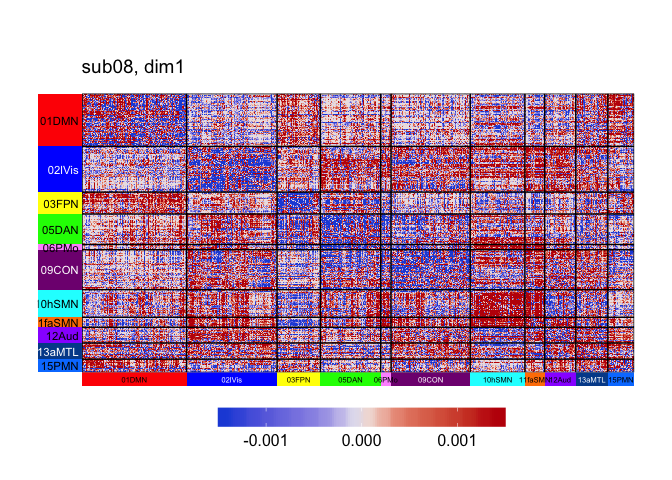 sub08, dim1
01DMN
02lVis
03FPN
05DAN
06PMo
09CON
10hSMN
1faSMN
12Aud
13aMTL
15PMN
01DMN
02lVis
03FPN
05DAN
06PMo
09CON
10hSMN
11faSMN
12Aud
13aMTL
15PMN
-0.001
0.000
0.001